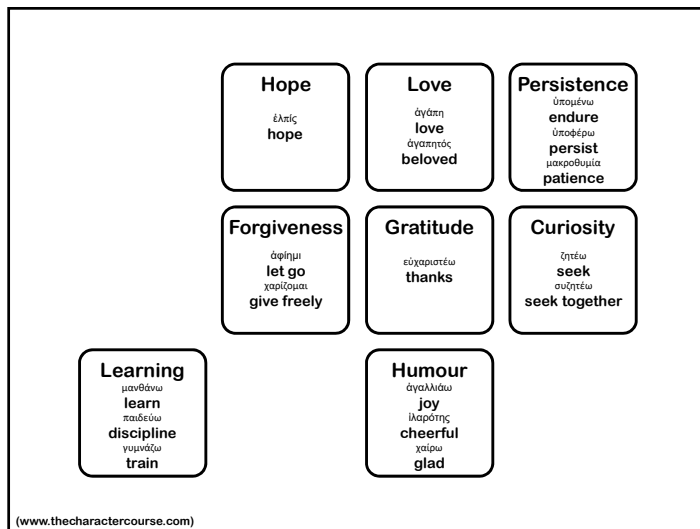 Hope
ἐλπίς
hope
Love
ἀγάπη
love
ἀγαπητός
beloved
Persistence
ὑπομένω
endure
ὑποφέρω
persist
μακροθυμία
patience
Forgiveness
ἀφίημι
let go
χαρίζομαι
give freely
Gratitude
εὐχαριστέω
thanks
Curiosity
ζητέω
seek
συζητέω
seek together
Learning
μανθάνω
learn
παιδεύω
discipline
γυμνάζω
train
Humour
ἀγαλλιάω
joy
ἱλαρότης
cheerful
χαίρω
glad
(www.thecharactercourse.com)